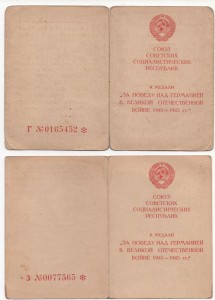 СОЮЗ
СОВЕТСКИХ
СОЦИАЛИСТИЧЕСКИХ
РЕСПУБЛИК
К МЕДАЛИ
„ЗА ПОБЕДУ НАД ГЕРМАНИЕЙ
В ВЕЛИКОЙ ОТЕЧЕСТВЕННОЙ
ВОЙНЕ 1941—1945 гг.“
Г №0165452
СОЮЗ
СОВЕТСКИХ
СОЦИАЛИСТИЧЕСКИХ
РЕСПУБЛИК
К МЕДАЛИ
„ЗА ПОБЕДУ НАД ГЕРМАНИЕЙ
В ВЕЛИКОЙ ОТЕЧЕСТВЕННОЙ
ВОЙНЕ 1941—1945 гг.“
З №0077565